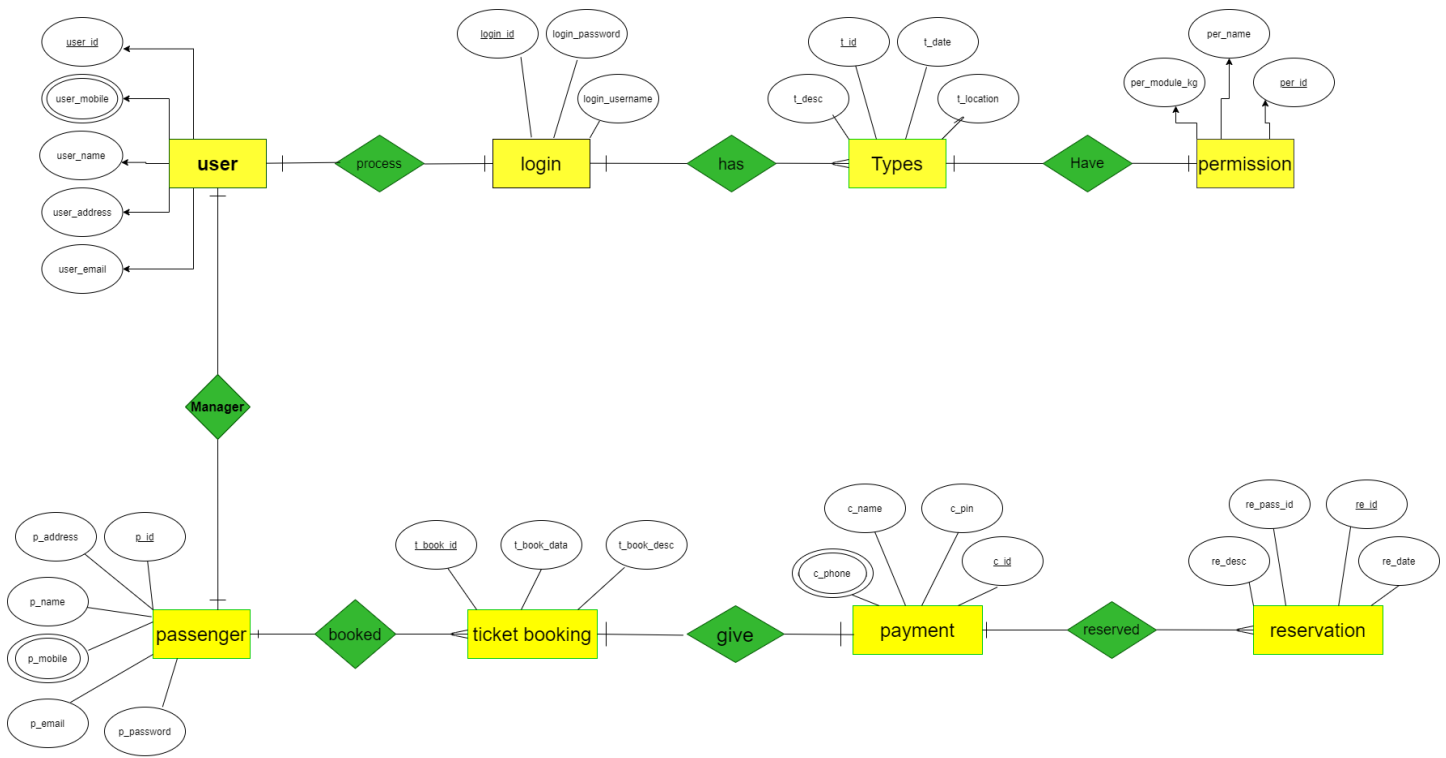 user_id
user_mobile
user_name
user_address
user_email
user
process
login_id
login_password
login_username
login
has
t_id
t_date
t_desc
t_location
Types
Have
per_name
per_module_kg
per_id
permission
Manager
p_address
p_id
p_name
p_mobile
p_email
p_password
passenger
booked
t_book_id
t_book_data
t_book_desc
ticket booking
give
c_name
c_pin
c_phone
c_id
payment
reserved
re_pass_id
re_id
re_desc
re_date
reservation